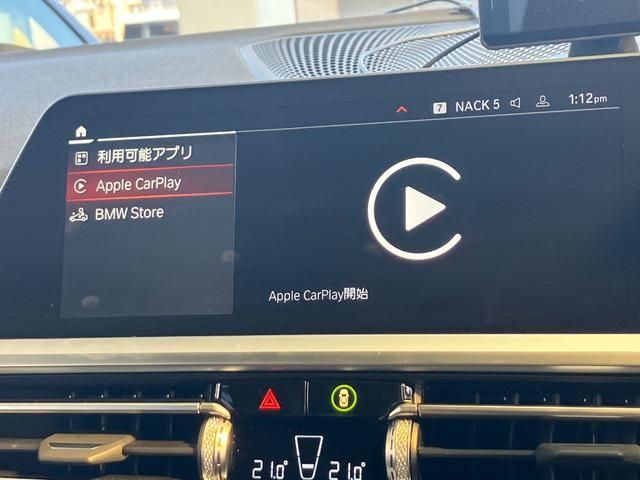 7 NACK 5 1:12pm
利用可能アプリ
Apple CarPlay
BMW Store
Apple CarPlay開始
21.0° 21.0°